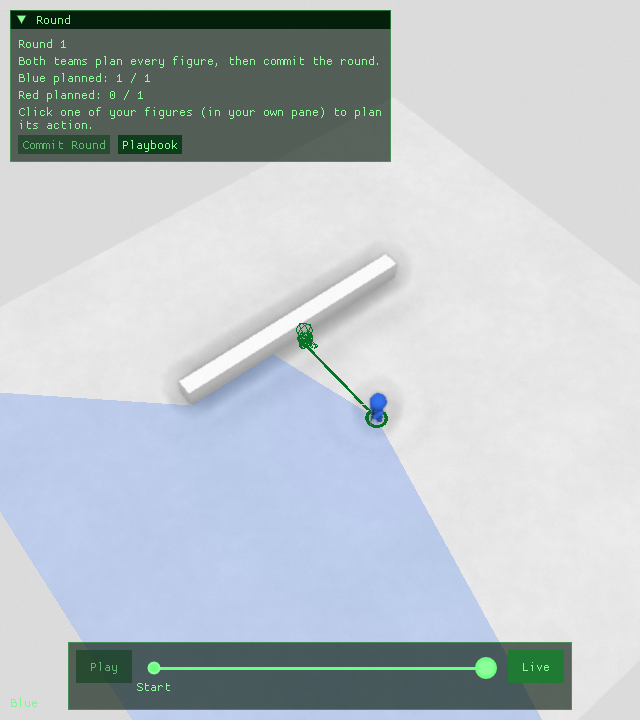 Round
Round 1
Both teams plan every figure, then commit the round.
Blue planned: 1 / 1
Red planned: 0 / 1
Click one of your figures (in your own pane) to plan
its action.
Commit Round Playbook
Play Live
Start
Blue